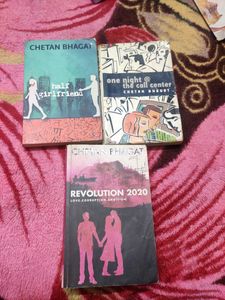 CHETAN BHAGAT
half
girlfriend
one night @
the call center
CHETAN BHAGAT
CHETAN BHAGAT
REVOLUTION 2020
LOVE.CORRUPTION.AMBITION